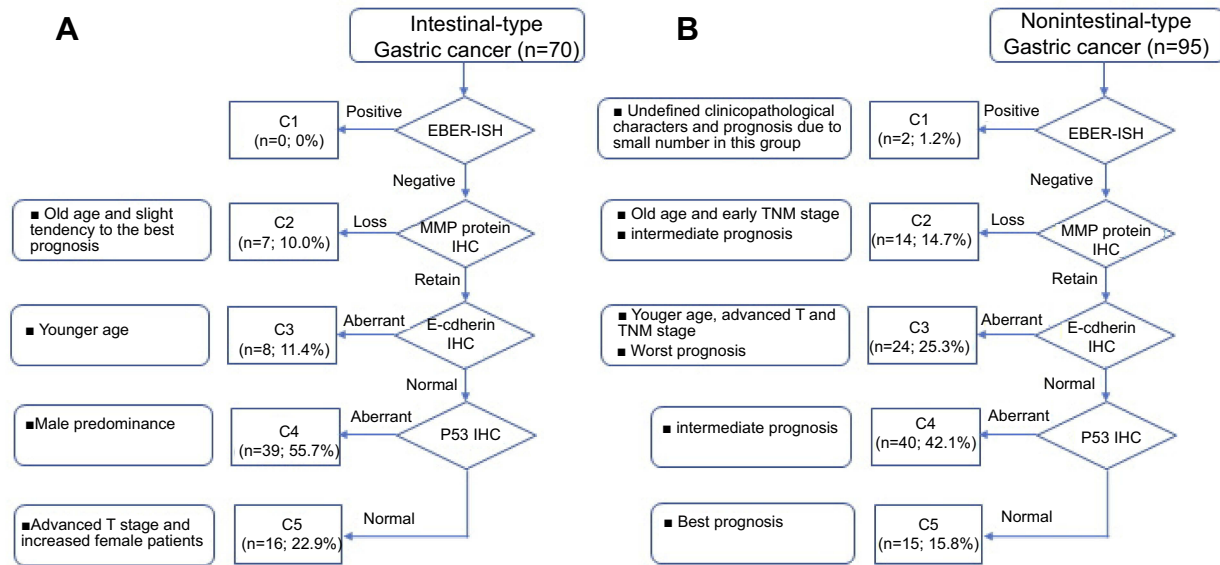 A
Intestinal-type
Gastric cancer (n=70)
EBER-ISH
Positive
C1
(n=0; 0%)
Negative
MMP protein
IHC
Loss
C2
(n=7; 10.0%)
■ Old age and slight
tendency to the best
prognosis
Retain
E-cdherin
IHC
Aberrant
C3
(n=8; 11.4%)
■ Younger age
Normal
P53 IHC
Aberrant
C4
(n=39; 55.7%)
■Male predominance
Normal
C5
(n=16; 22.9%)
■Advanced T stage and
increased female patients
B
Nonintestinal-type
Gastric cancer (n=95)
EBER-ISH
Positive
C1
(n=2; 1.2%)
■ Undefined clinicopathological
characters and prognosis due to
small number in this group
Negative
MMP protein
IHC
Loss
C2
(n=14; 14.7%)
■ Old age and early TNM stage
■ intermediate prognosis
Retain
E-cdherin
IHC
Aberrant
C3
(n=24; 25.3%)
■ Youger age, advanced T and
TNM stage
■ Worst prognosis
Normal
P53 IHC
Aberrant
C4
(n=40; 42.1%)
■ intermediate prognosis
Normal
C5
(n=15; 15.8%)
■ Best prognosis